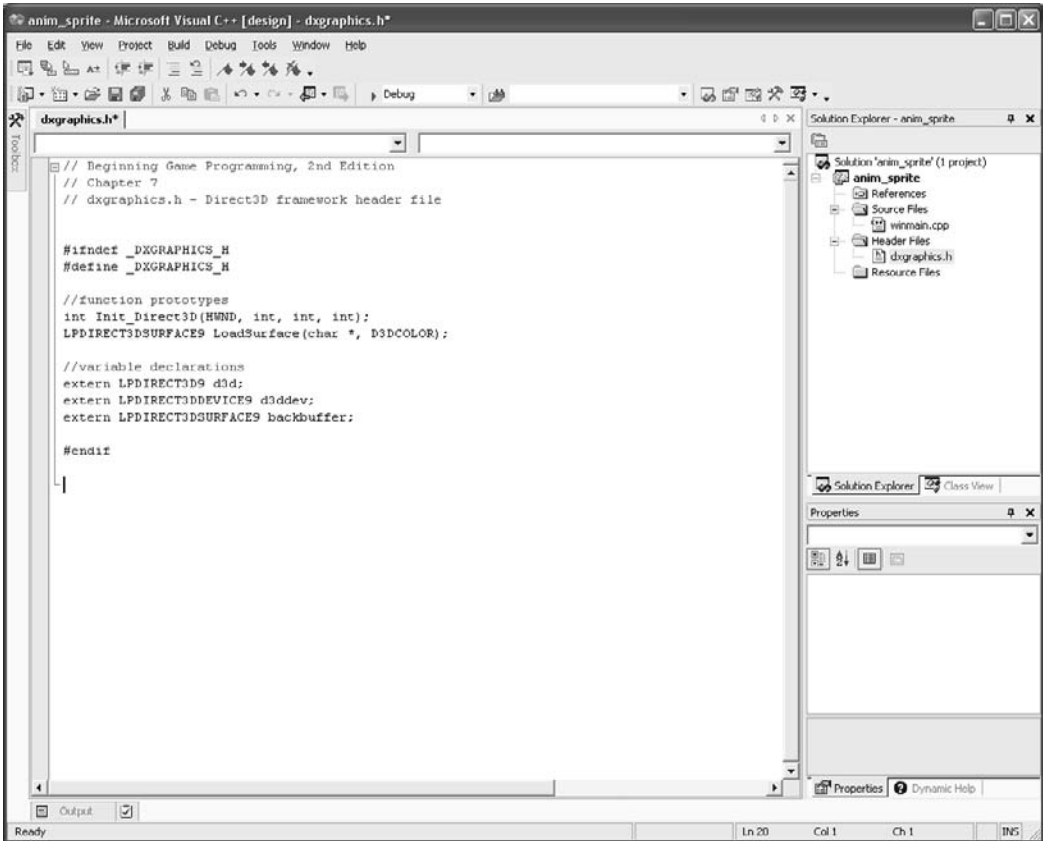 anim_sprite - Microsoft Visual C++ [design] - dxgraphics.h*
File Edit View Project Build Debug Tools Window Help
Debug
Toolbox
dxgraphics.h*
// Beginning Game Programming, 2nd Edition
// Chapter 7
// dxgraphics.h - Direct3D framework header file
#ifndef _DXGRAPHICS_H
#define _DXGRAPHICS_H
//function prototypes
int Init_Direct3D(HWND, int, int, int);
LPDIRECT3DSURFACE9 LoadSurface(char *, D3DCOLOR);
//variable declarations
extern LPDIRECT3D9 d3d;
extern LPDIRECT3DDEVICE9 d3ddev;
extern LPDIRECT3DSURFACE9 backbuffer;
#endif
Solution Explorer - anim_sprite
Solution 'anim_sprite' (1 project)
anim_sprite
References
Source Files
winmain.cpp
Header Files
dxgraphics.h
Resource Files
Solution Explorer Class View
Properties
Properties Dynamic Help
Output
Ready Ln 20 Col 1 Ch 1 INS